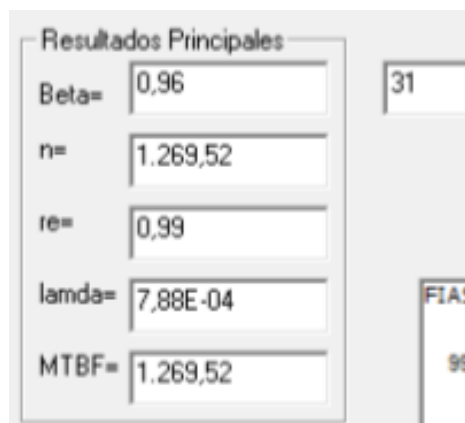 Resultados Principales
Beta= 0,96 31
n= 1.269,52
re= 0,99
lamda= 7,88E-04
MTBF= 1.269,52